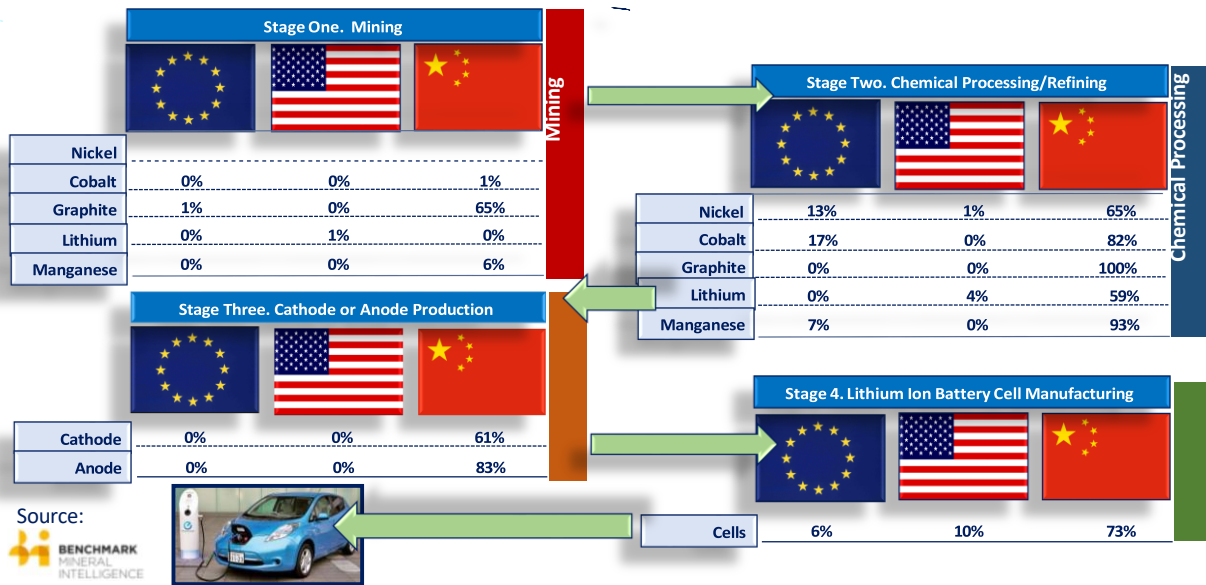 Stage One. Mining
Mining
Nickel
Cobalt 0% 0% 1%
Graphite 1% 0% 65%
Lithium 0% 1% 0%
Manganese 0% 0% 6%
Stage Two. Chemical Processing/Refining
Chemical Processing
Nickel 13% 1% 65%
Cobalt 17% 0% 82%
Graphite 0% 0% 100%
Lithium 0% 4% 59%
Manganese 7% 0% 93%
Stage Three. Cathode or Anode Production
Cathode 0% 0% 61%
Anode 0% 0% 83%
Stage 4. Lithium Ion Battery Cell Manufacturing
Cells 6% 10% 73%
Source:
BENCHMARK
MINERAL
INTELLIGENCE